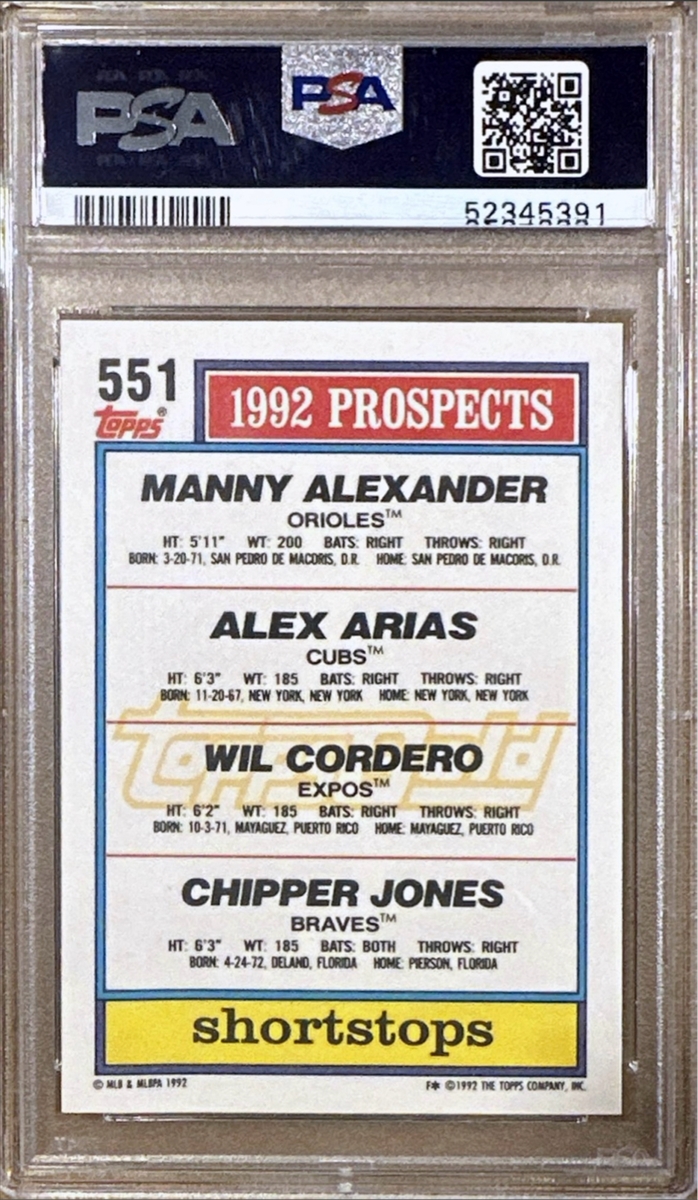 PSA PSA
52345391
551
TOPPS®
1992 PROSPECTS
MANNY ALEXANDER
ORIOLES™
HT: 5'11" WT: 200 BATS: RIGHT THROWS: RIGHT
BORN: 3-20-71, SAN PEDRO DE MACORIS, D.R. HOME: SAN PEDRO DE MACORIS, D.R.
ALEX ARIAS
CUBS™
HT: 6'3" WT: 185 BATS: RIGHT THROWS: RIGHT
BORN: 11-20-67, NEW YORK, NEW YORK HOME: NEW YORK, NEW YORK
ToppsGold
WIL CORDERO
EXPOS™
HT: 6'2" WT: 185 BATS: RIGHT THROWS: RIGHT
BORN: 10-3-71, MAYAGUEZ, PUERTO RICO HOME: MAYAGUEZ, PUERTO RICO
CHIPPER JONES
BRAVES™
HT: 6'3" WT: 185 BATS: BOTH THROWS: RIGHT
BORN: 4-24-72, DELAND, FLORIDA HOME: PIERSON, FLORIDA
shortstops
© MLB & MLBPA 1992 F* ©1992 THE TOPPS COMPANY, INC.
PSA